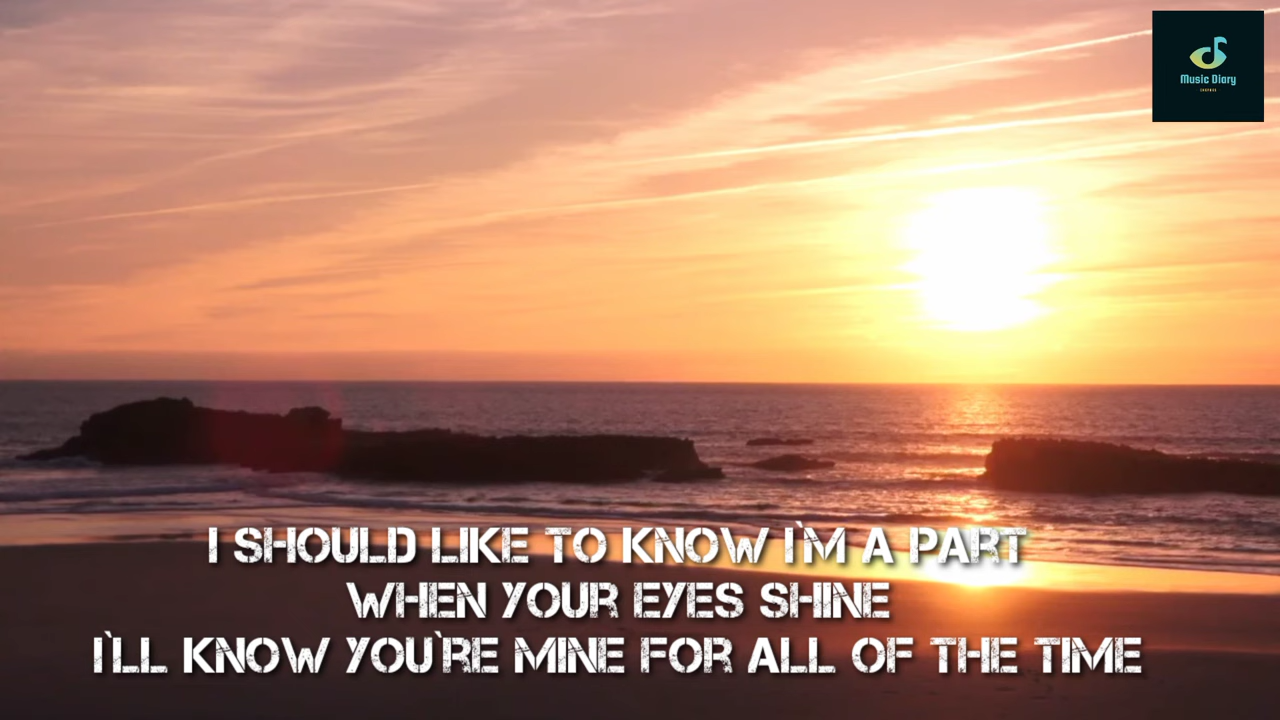 Music Diary
I SHOULD LIKE TO KNOW I`M A PART
WHEN YOUR EYES SHINE
I`LL KNOW YOU`RE MINE FOR ALL OF THE TIME